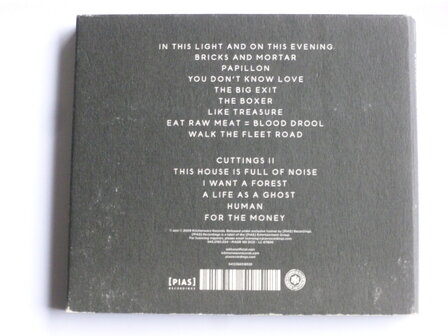 IN THIS LIGHT AND ON THIS EVENING
BRICKS AND MORTAR
PAPILLON
YOU DON'T KNOW LOVE
THE BIG EXIT
THE BOXER
LIKE TREASURE
EAT RAW MEAT = BLOOD DROOL
WALK THE FLEET ROAD
CUTTINGS II
THIS HOUSE IS FULL OF NOISE
I WANT A FOREST
A LIFE AS A GHOST
HUMAN
FOR THE MONEY
[PIAS]
RECORDINGS